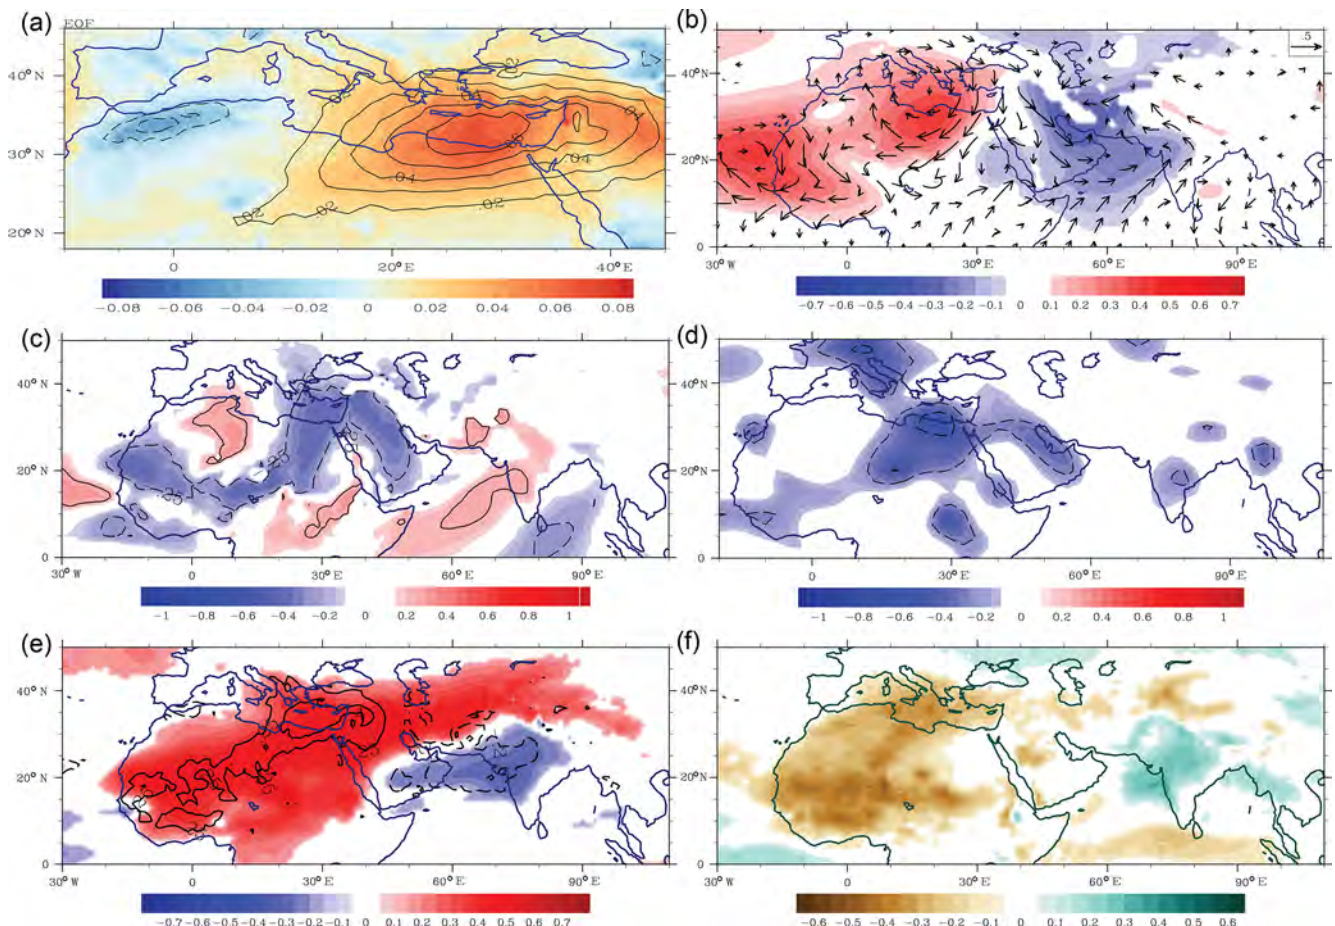 (a)
EOF
40°N
30°N
20°N
.02
.04
.06
.04
.04
.02
.02
.02
0
20°E
40°E
−0.08 −0.06 −0.04 −0.02 0 0.02 0.04 0.06 0.08
(b)
.5
40°N
20°N
0
30°W 0 30°E 60°E 90°E
−0.7 −0.6 −0.5 −0.4 −0.3 −0.2 −0.1 0 0.1 0.2 0.3 0.4 0.5 0.6 0.7
(c)
40°N
20°N
0
30°W 0 30°E 60°E 90°E
−1 −0.8 −0.6 −0.4 −0.2 0 0.2 0.4 0.6 0.8 1
(d)
40°N
20°N
0
0 30°E 60°E 90°E
−1 −0.8 −0.6 −0.4 −0.2 0 0.2 0.4 0.6 0.8 1
(e)
40°N
20°N
0
30°W 0 30°E 60°E 90°E
−0.7 −0.6 −0.5 −0.4 −0.3 −0.2 −0.1 0 0.1 0.2 0.3 0.4 0.5 0.6 0.7
(f)
40°N
20°N
0
30°W 0 30°E 60°E 90°E
−0.6 −0.5 −0.4 −0.3 −0.2 −0.1 0 0.1 0.2 0.3 0.4 0.5 0.6